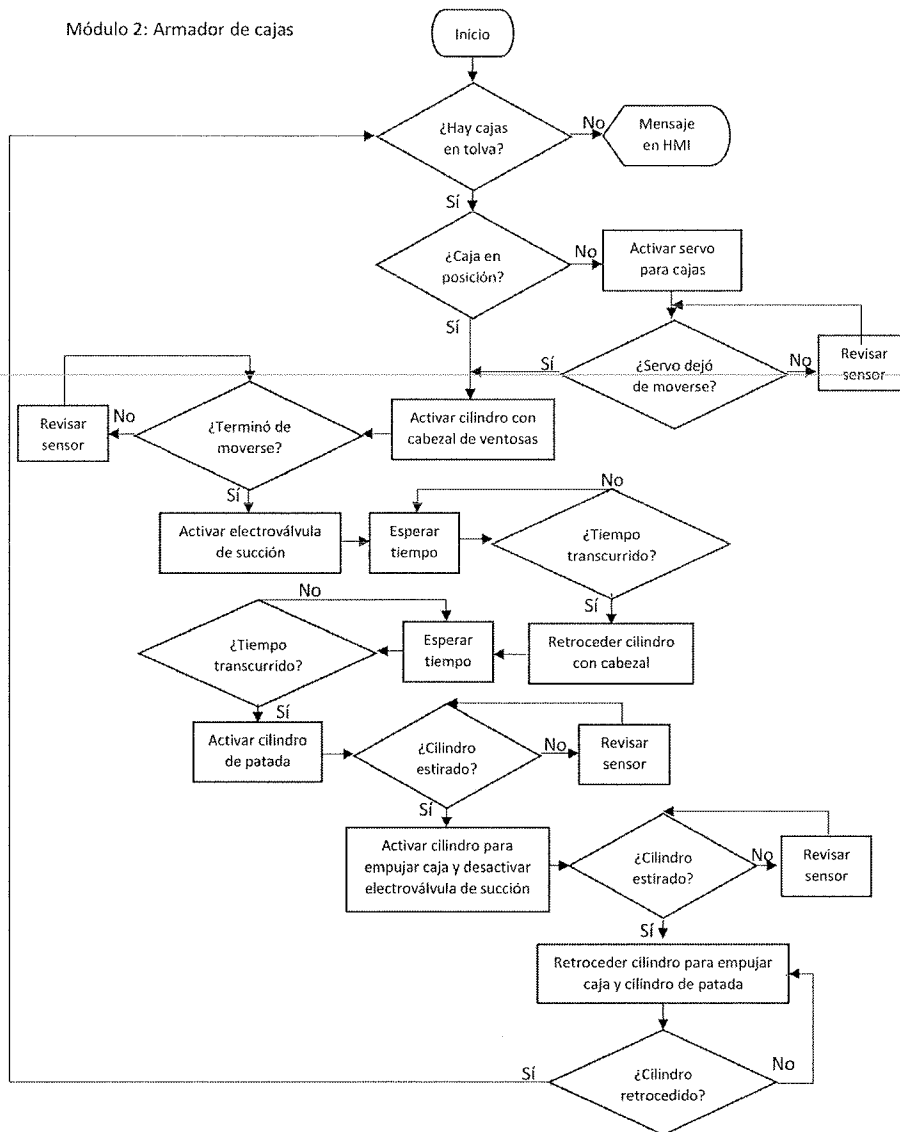 Módulo 2: Armador de cajas
Inicio
¿Hay cajas
en tolva?
No
Mensaje
en HMI
Sí
¿Caja en
posición?
No
Activar servo
para cajas
Sí
¿Servo dejó
de moverse?
No
Revisar
sensor
Sí
Activar cilindro con
cabezal de ventosas
¿Terminó de
moverse?
No
Revisar
sensor
Sí
Activar electroválvula
de succión
Esperar
tiempo
¿Tiempo
transcurrido?
No
Sí
Retroceder cilindro
con cabezal
Esperar
tiempo
¿Tiempo
transcurrido?
No
Sí
Activar cilindro
de patada
¿Cilindro
estirado?
No
Revisar
sensor
Sí
Activar cilindro para
empujar caja y desactivar
electroválvula de succión
¿Cilindro
estirado?
No
Revisar
sensor
Sí
Retroceder cilindro para empujar
caja y cilindro de patada
¿Cilindro
retrocedido?
No
Sí